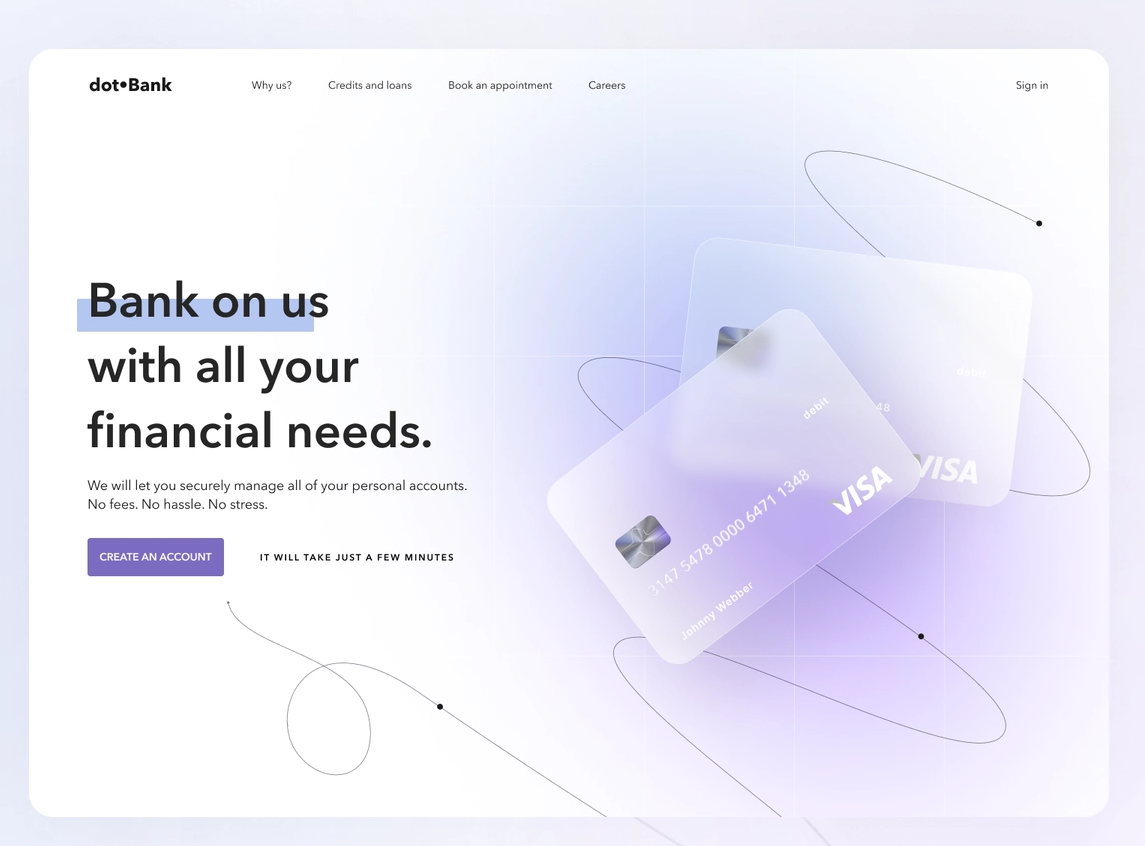 dot•Bank
Why us?
Credits and loans
Book an appointment
Careers
Sign in
Bank on us
with all your
financial needs.
We will let you securely manage all of your personal accounts.
No fees. No hassle. No stress.
CREATE AN ACCOUNT
IT WILL TAKE JUST A FEW MINUTES
debit
48
VISA
debit
3147 5478 0000 6471 1348
VISA
Johnny Webber